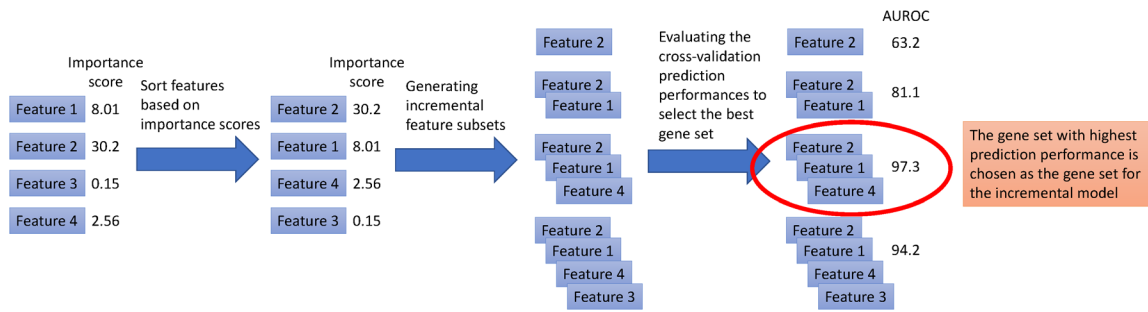 Importance
score
Feature 1 8.01
Feature 2 30.2
Feature 3 0.15
Feature 4 2.56
Sort features
based on
importance scores
Importance
score
Feature 2 30.2
Feature 1 8.01
Feature 4 2.56
Feature 3 0.15
Generating
incremental
feature subsets
Feature 2
Feature 2
Feature 1
Feature 2
Feature 1
Feature 4
Feature 2
Feature 1
Feature 4
Feature 3
Evaluating the
cross-validation
prediction
performances to
select the best
gene set
AUROC
Feature 2 63.2
Feature 2
Feature 1
81.1
Feature 2
Feature 1
Feature 4
97.3
Feature 2
Feature 1
Feature 4
Feature 3
94.2
The gene set with highest
prediction performance is
chosen as the gene set for
the incremental model